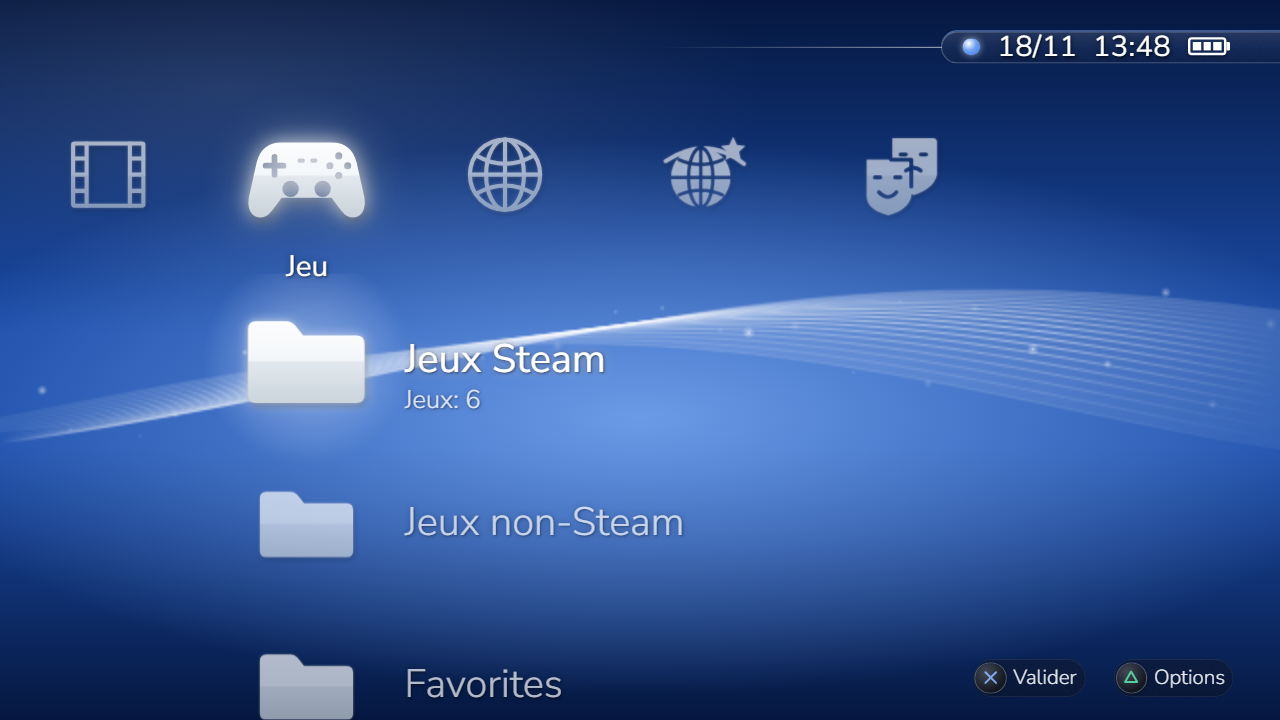 18/11 13:48
Jeu
Jeux Steam
Jeux: 6
Jeux non-Steam
Favorites
Valider
Options